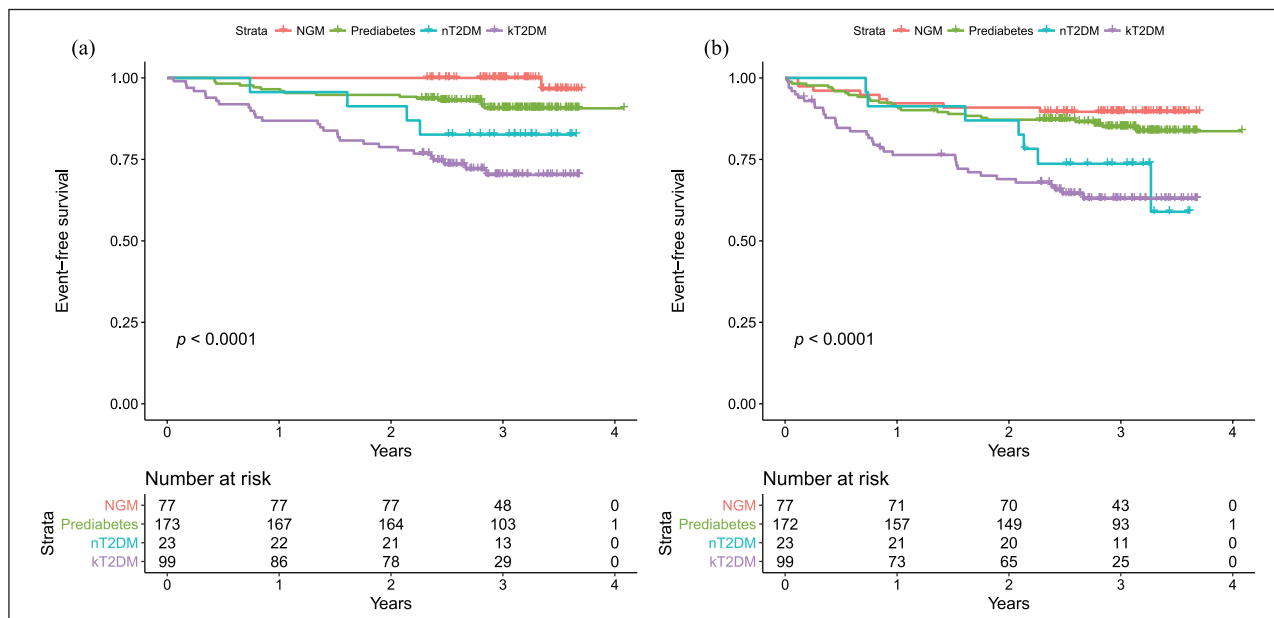 Strata NGM Prediabetes nT2DM kT2DM
(a)
1.00
0.75
0.50
0.25
0.00
Event−free survival
p < 0.0001
0 1 2 3 4
Years
Number at risk
Strata
NGM 77 77 77 48 0
Prediabetes 173 167 164 103 1
nT2DM 23 22 21 13 0
kT2DM 99 86 78 29 0
0 1 2 3 4
Years
Strata NGM Prediabetes nT2DM kT2DM
(b)
1.00
0.75
0.50
0.25
0.00
Event−free survival
p < 0.0001
0 1 2 3 4
Years
Number at risk
Strata
NGM 77 71 70 43 0
Prediabetes 172 157 149 93 1
nT2DM 23 21 20 11 0
kT2DM 99 73 65 25 0
0 1 2 3 4
Years